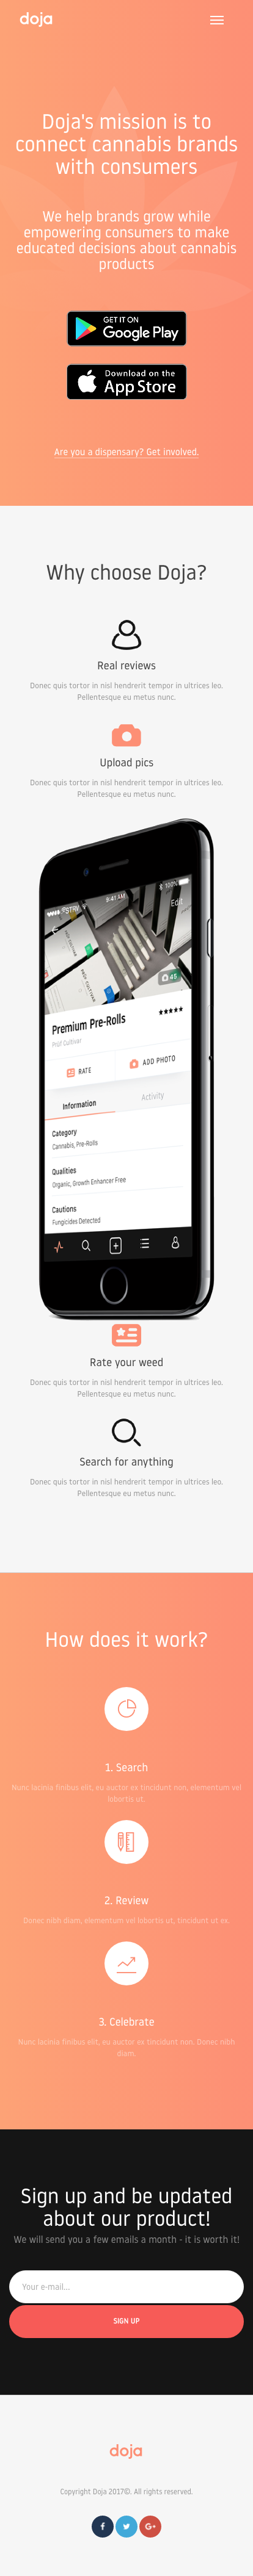 doja
Doja's mission is to
connect cannabis brands
with consumers
We help brands grow while
empowering consumers to make
educated decisions about cannabis
products
GET IT ON
Google Play
Download on the
App Store
Are you a dispensary? Get involved.
Why choose Doja?
Real reviews
Donec quis tortor in nisl hendrerit tempor in ultrices leo.
Pellentesque eu metus nunc.
Upload pics
Donec quis tortor in nisl hendrerit tempor in ultrices leo.
Pellentesque eu metus nunc.
9:41 AM
100%
Edit
45
Premium Pre-Rolls
Prūf Cultivar
RATE
ADD PHOTO
Information
Activity
Category
Cannabis, Pre-Rolls
Qualities
Organic, Growth Enhancer Free
Cautions
Fungicides Detected
Rate your weed
Donec quis tortor in nisl hendrerit tempor in ultrices leo.
Pellentesque eu metus nunc.
Search for anything
Donec quis tortor in nisl hendrerit tempor in ultrices leo.
Pellentesque eu metus nunc.
How does it work?
1. Search
Nunc lacinia finibus elit, eu auctor ex tincidunt non, elementum vel
lobortis ut.
2. Review
Donec nibh diam, elementum vel lobortis ut, tincidunt ut ex.
3. Celebrate
Nunc lacinia finibus elit, eu auctor ex tincidunt non. Donec nibh
diam.
Sign up and be updated
about our product!
We will send you a few emails a month - it is worth it!
Your e-mail...
SIGN UP
doja
Copyright Doja 2017©. All rights reserved.